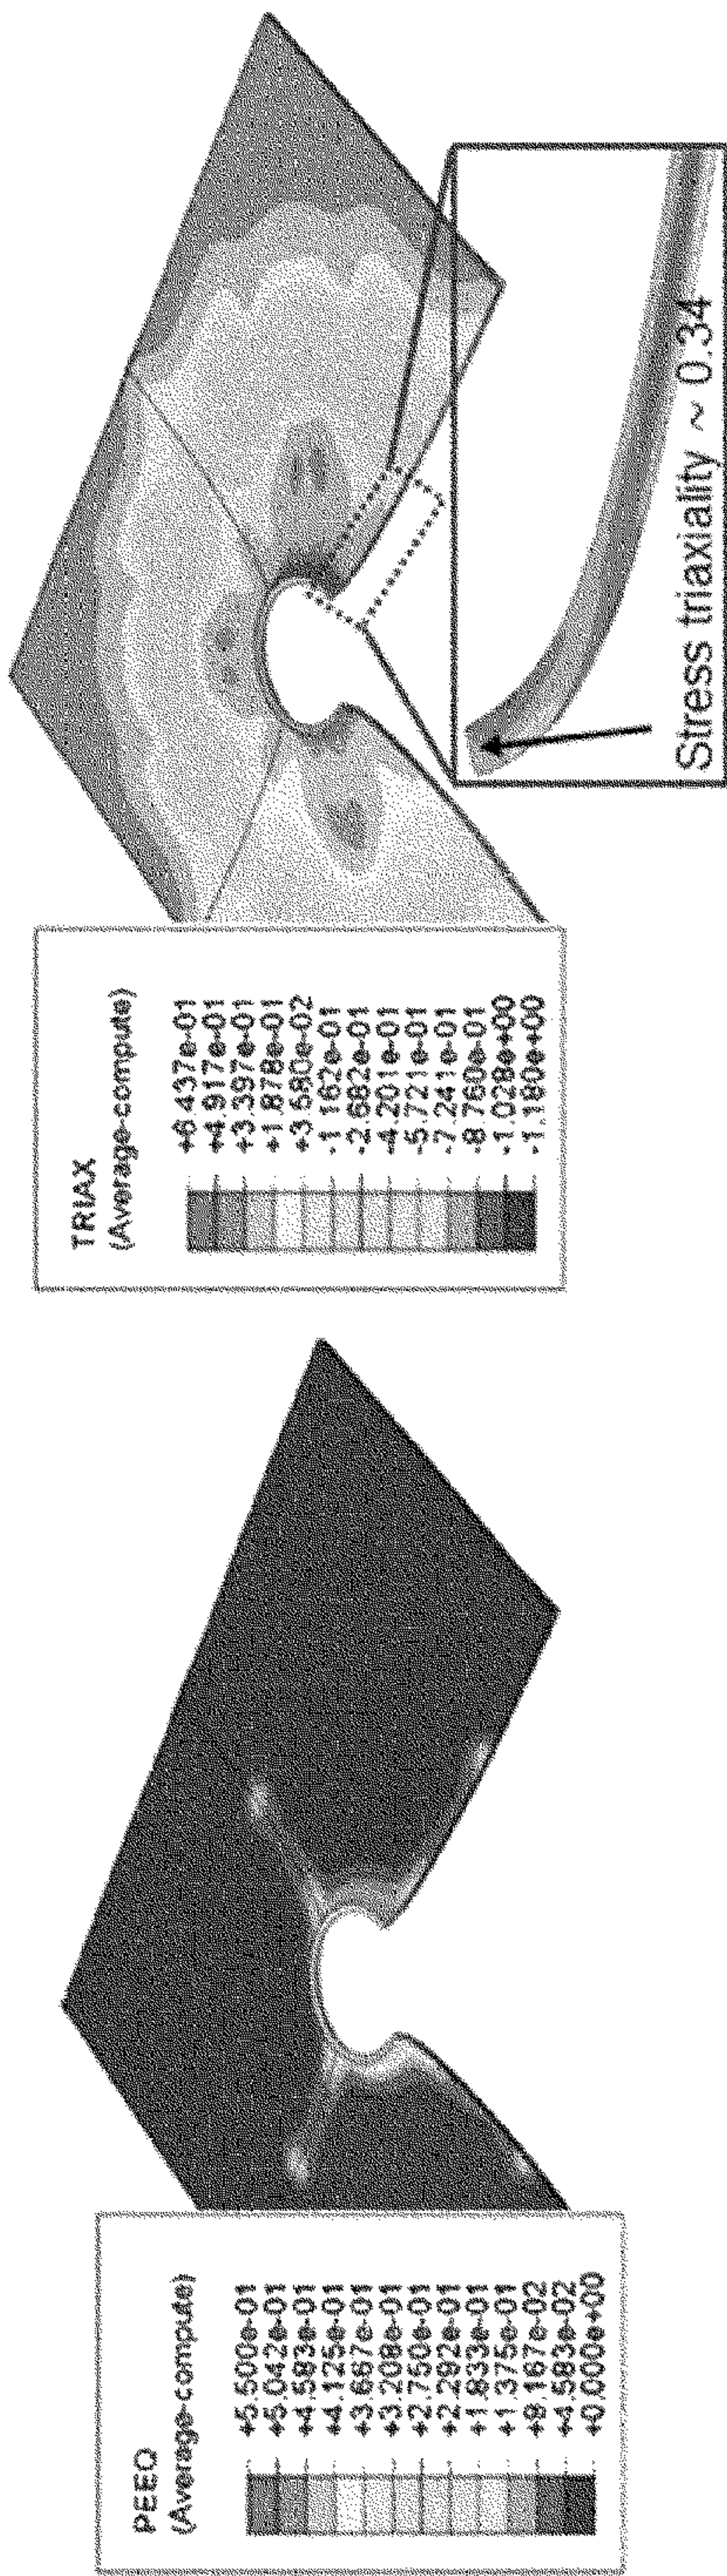 PEEQ
(Average-compute)
+5.500e-01
+5.042e-01
+4.583e-01
+4.125e-01
+3.667e-01
+3.208e-01
+2.750e-01
+2.292e-01
+1.833e-01
+1.375e-01
+9.167e-02
+4.583e-02
+0.000e+00
TRIAX
(Average-compute)
+6.437e-01
+4.917e-01
+3.397e-01
+1.878e-01
+3.580e-02
-1.162e-01
-2.682e-01
-4.201e-01
-5.721e-01
-7.241e-01
-8.760e-01
-1.028e+00
-1.180e+00
Stress triaxiality ~ 0.34